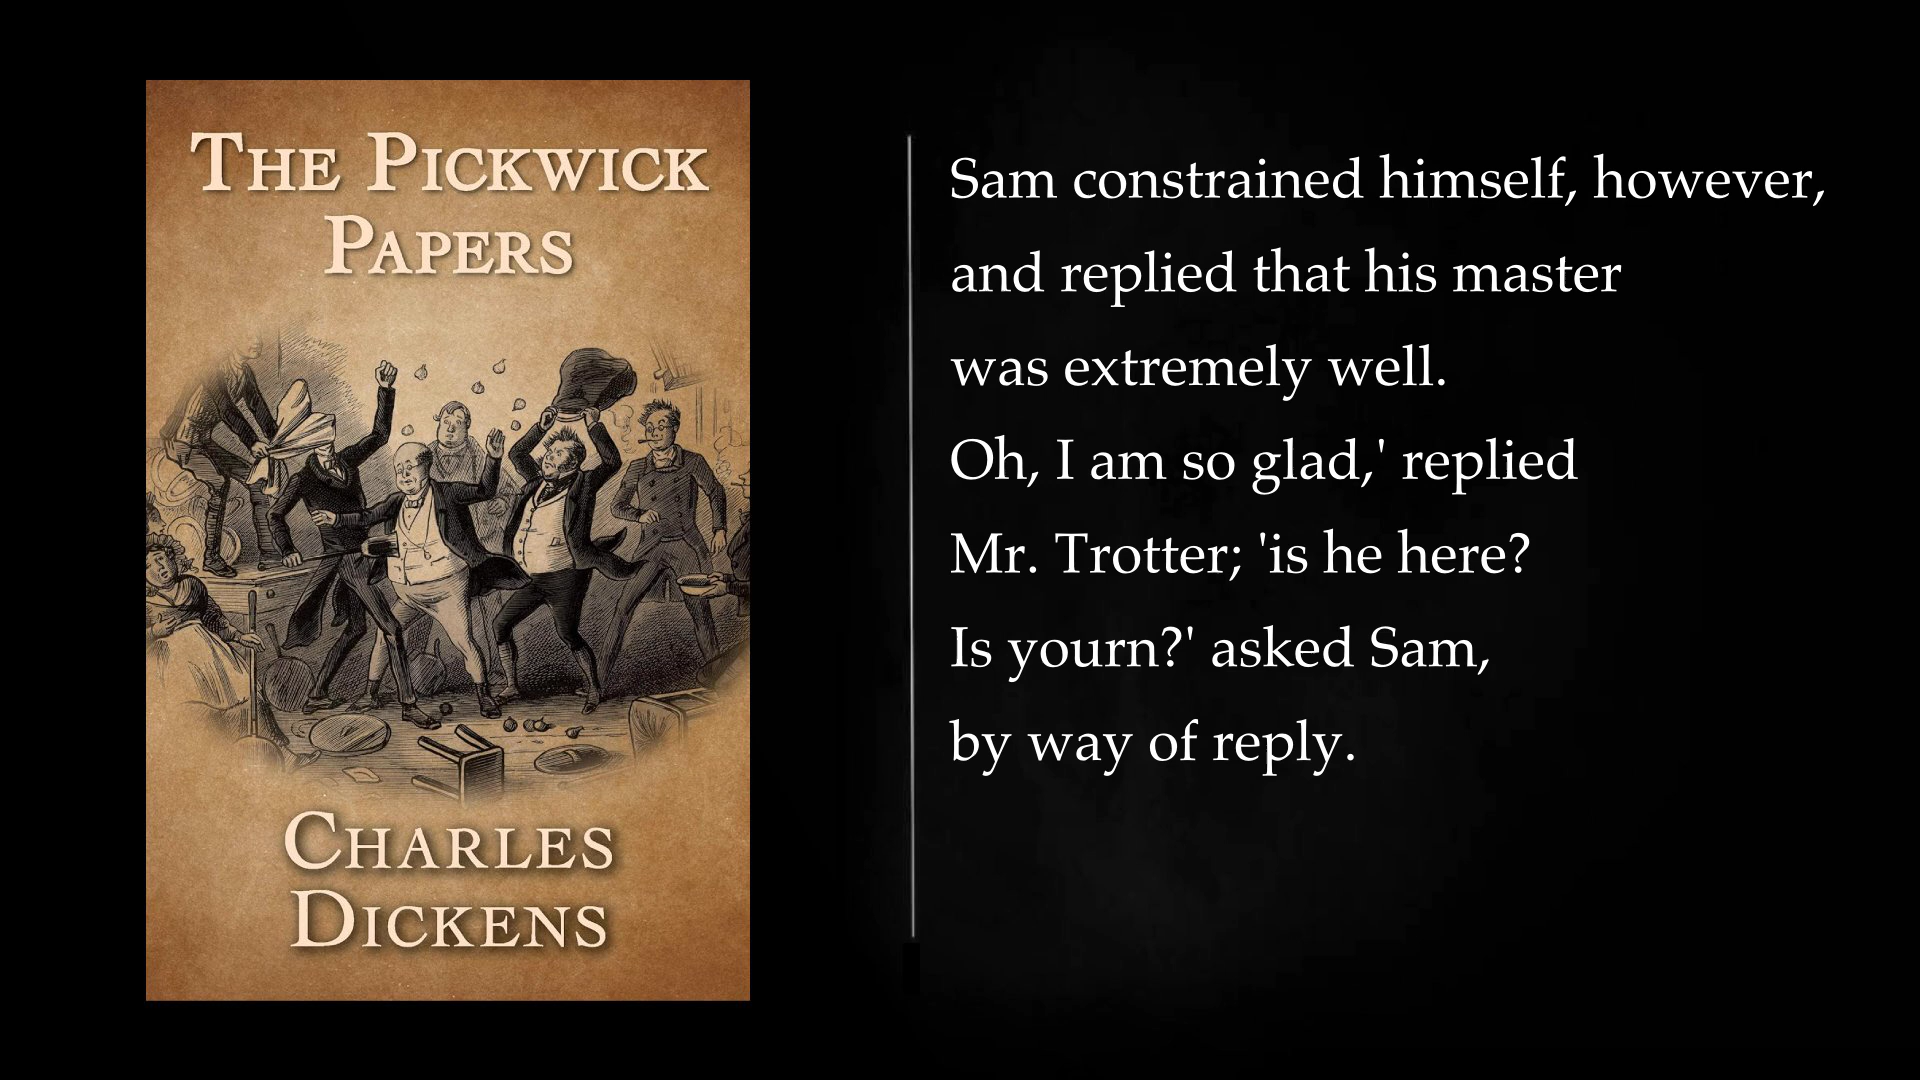 THE PICKWICK
PAPERS
CHARLES
DICKENS
Sam constrained himself, however,
and replied that his master
was extremely well.
Oh, I am so glad,' replied
Mr. Trotter; 'is he here?
Is yourn?' asked Sam,
by way of reply.